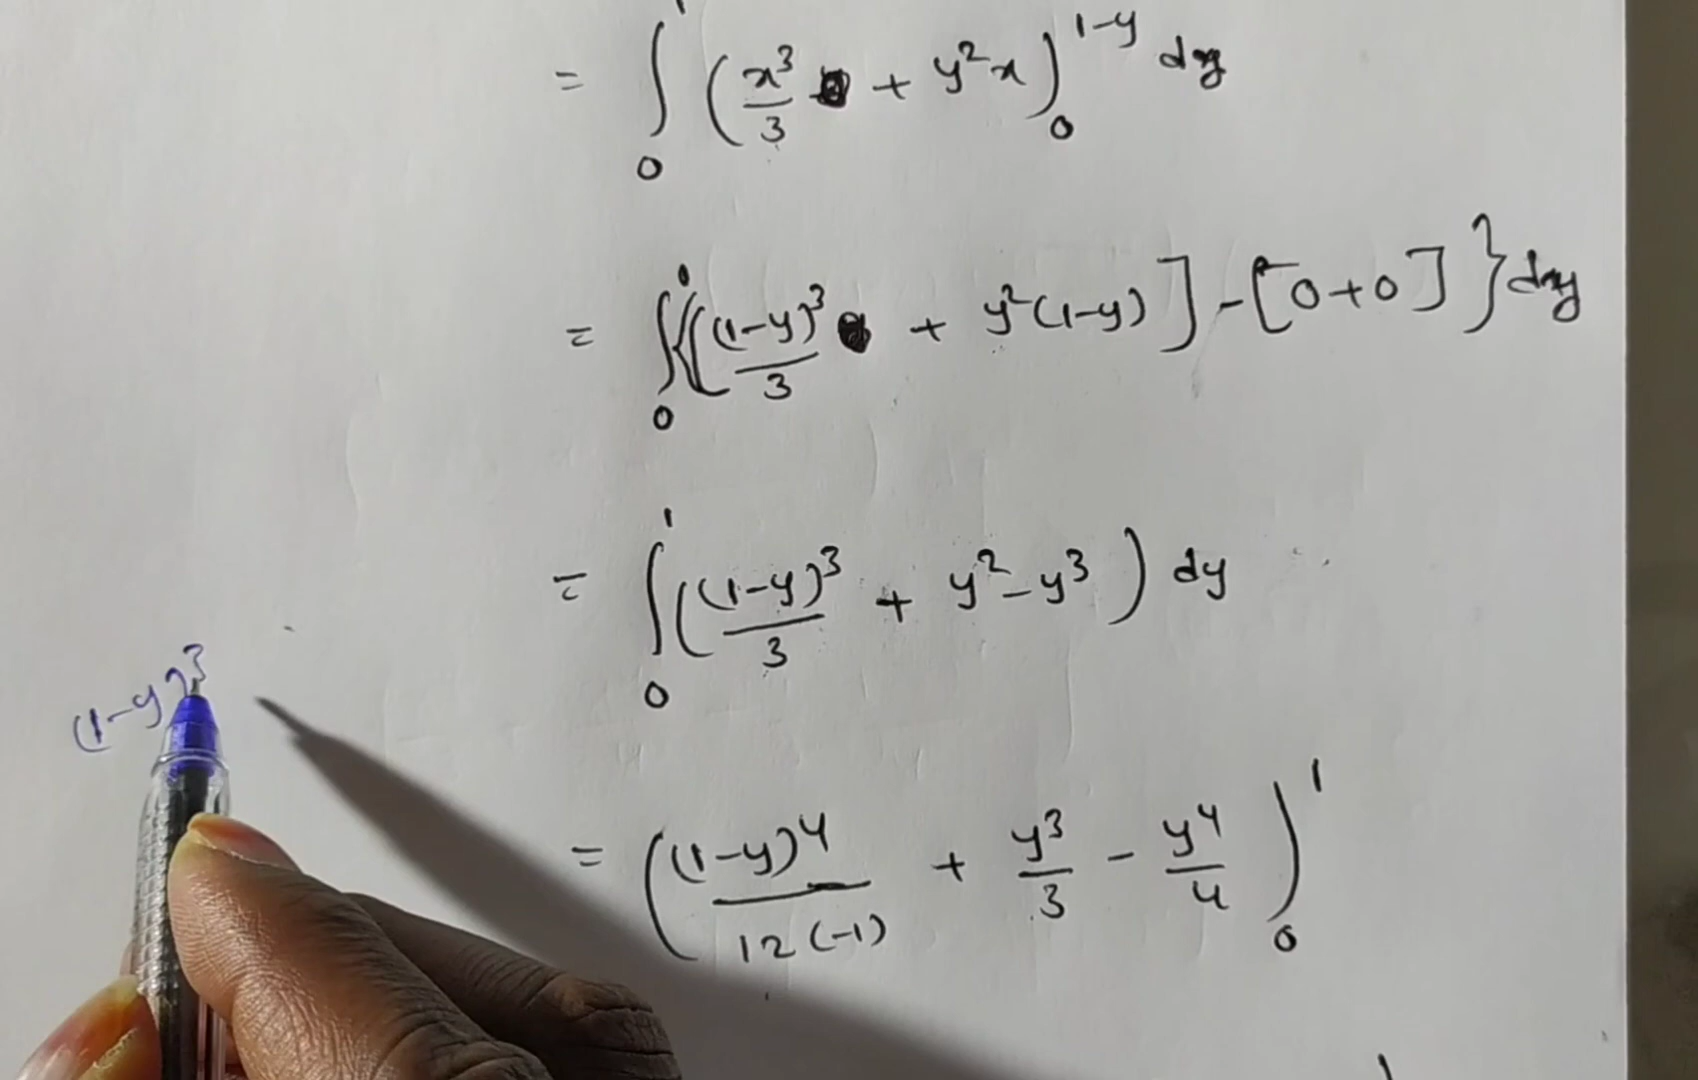 = ∫₀¹ (x³/3 + y²x)₀^{1-y} dy
= ∫₀¹ {[(1-y)³/3 + y²(1-y)] - [0+0]} dy
= ∫₀¹ ((1-y)³/3 + y² - y³) dy
(1-y)³
= ((1-y)⁴/12(-1) + y³/3 - y⁴/4)₀¹